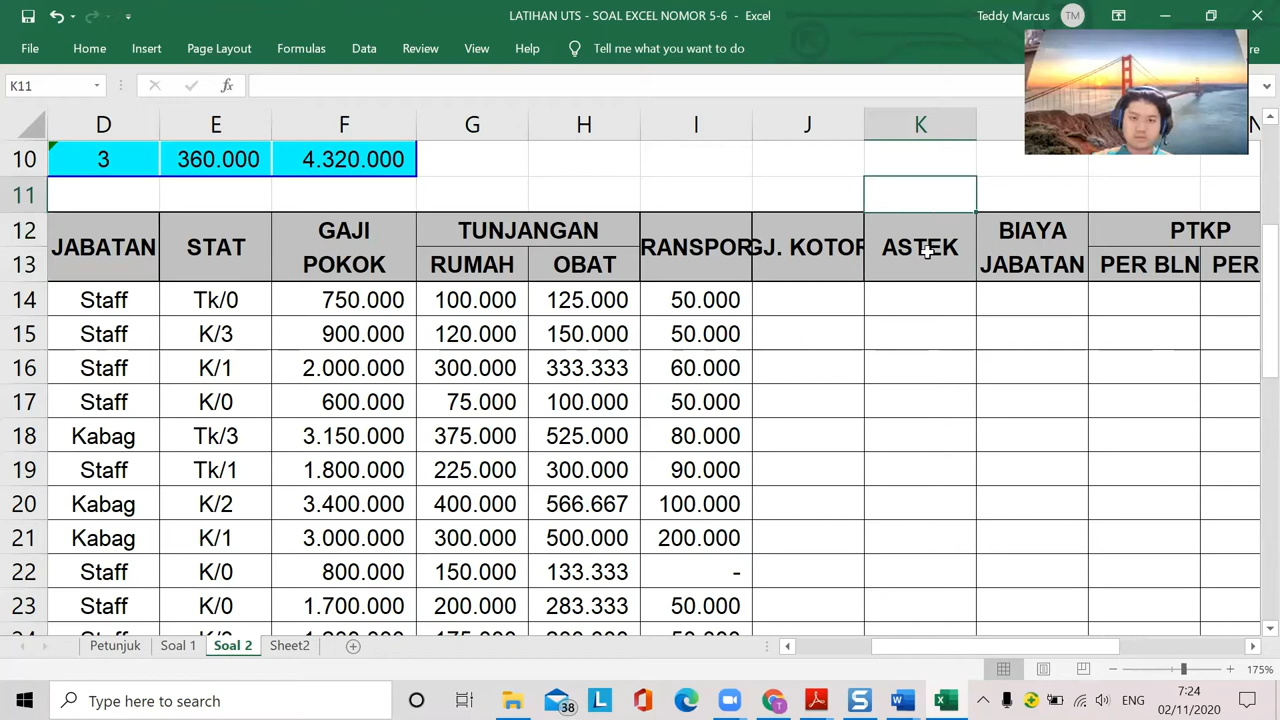 LATIHAN UTS - SOAL EXCEL NOMOR 5-6 - Excel
Teddy Marcus TM
File Home Insert Page Layout Formulas Data Review View Help Tell me what you want to do
K11 fx
D E F G H I J K N
10 3 360.000 4.320.000
11
12 JABATAN STAT GAJI TUNJANGAN RANSPOR GJ. KOTOR ASTEK BIAYA PTKP
13 POKOK RUMAH OBAT JABATAN PER BLN PER
14 Staff Tk/0 750.000 100.000 125.000 50.000
15 Staff K/3 900.000 120.000 150.000 50.000
16 Staff K/1 2.000.000 300.000 333.333 60.000
17 Staff K/0 600.000 75.000 100.000 50.000
18 Kabag Tk/3 3.150.000 375.000 525.000 80.000
19 Staff Tk/1 1.800.000 225.000 300.000 90.000
20 Kabag K/2 3.400.000 400.000 566.667 100.000
21 Kabag K/1 3.000.000 300.000 500.000 200.000
22 Staff K/0 800.000 150.000 133.333 -
23 Staff K/0 1.700.000 200.000 283.333 50.000
Petunjuk Soal 1 Soal 2 Sheet2
175%
Type here to search 38 ENG 7:24
02/11/2020